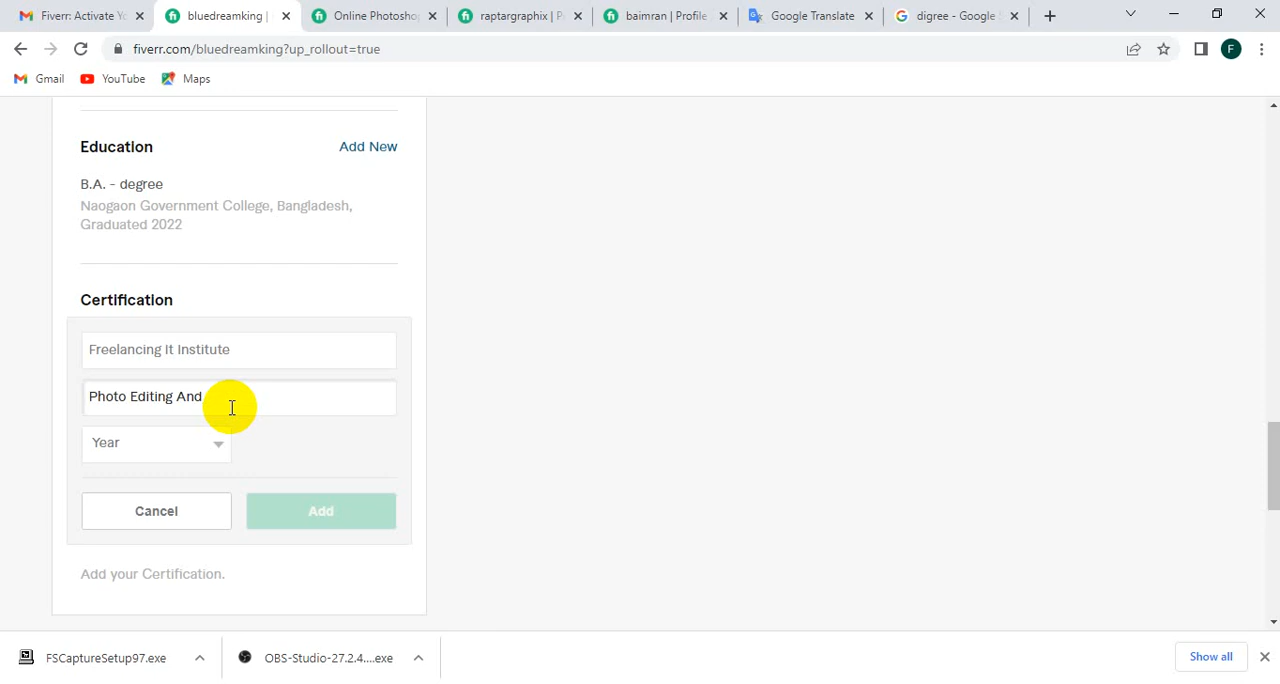 Fiverr: Activate Yo
bluedreamking |
Online Photosho
raptargraphix | P
baimran | Profile
Google Translate
digree - Google S
fiverr.com/bluedreamking?up_rollout=true
F
Gmail
YouTube
Maps
Education
Add New
B.A. - degree
Naogaon Government College, Bangladesh,
Graduated 2022
Certification
Freelancing It Institute
Photo Editing And
Year
Cancel
Add
Add your Certification.
FSCaptureSetup97.exe
OBS-Studio-27.2.4....exe
Show all